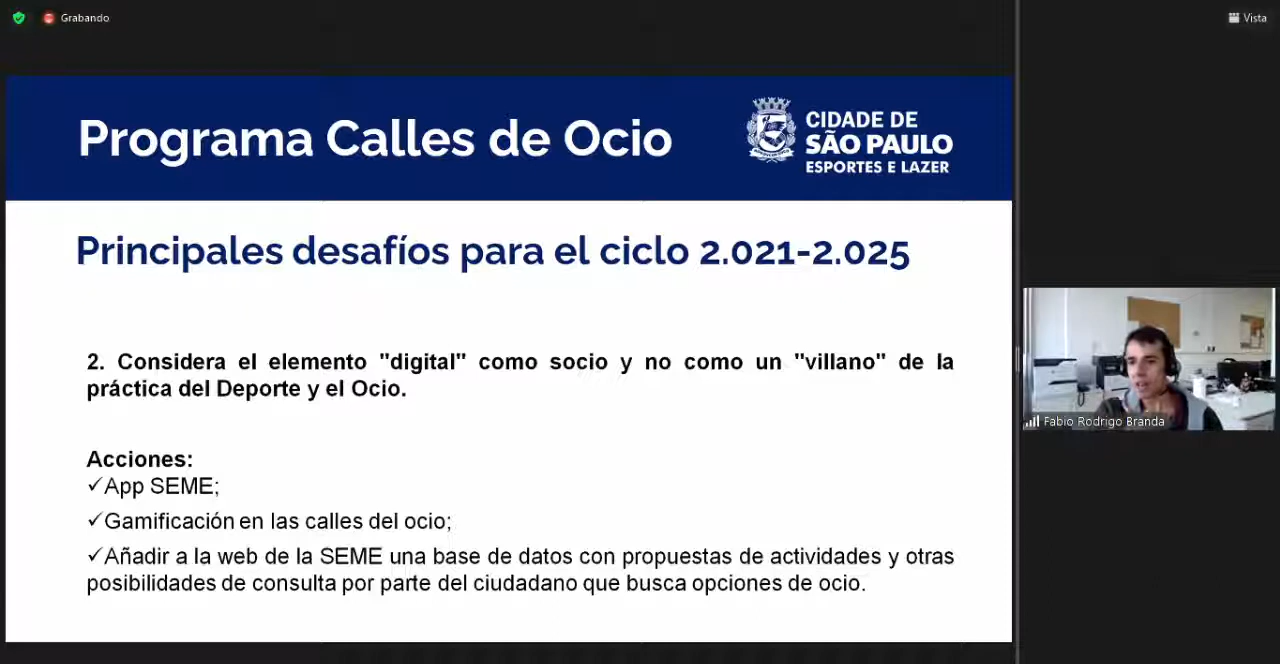 Grabando
Vista
Programa Calles de Ocio
CIDADE DE
SÃO PAULO
ESPORTES E LAZER
Principales desafíos para el ciclo 2.021-2.025
2. Considera el elemento "digital" como socio y no como un "villano" de la
práctica del Deporte y el Ocio.
Acciones:
✓App SEME;
✓Gamificación en las calles del ocio;
✓Añadir a la web de la SEME una base de datos con propuestas de actividades y otras
posibilidades de consulta por parte del ciudadano que busca opciones de ocio.
Fabio Rodrigo Branda